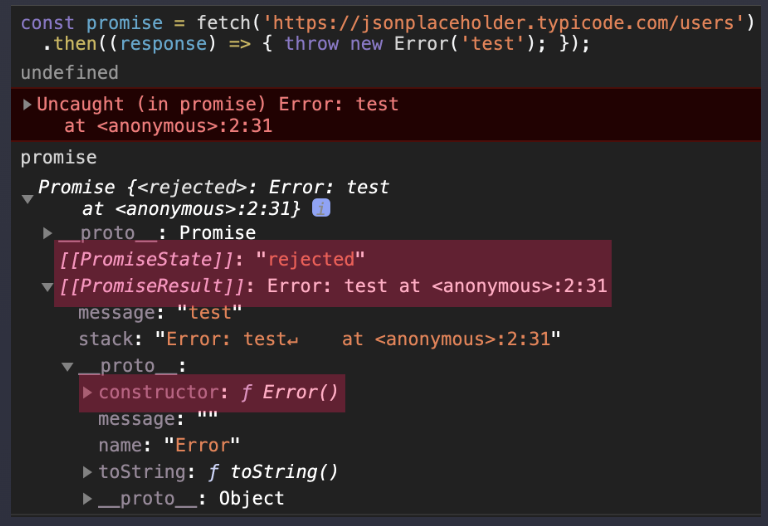 const promise = fetch('https://jsonplaceholder.typicode.com/users')
.then((response) => { throw new Error('test'); });
undefined
Uncaught (in promise) Error: test
at <anonymous>:2:31
promise
Promise {<rejected>: Error: test
at <anonymous>:2:31} i
__proto__: Promise
[[PromiseState]]: "rejected"
[[PromiseResult]]: Error: test at <anonymous>:2:31
message: "test"
stack: "Error: test↵    at <anonymous>:2:31"
__proto__:
constructor: ƒ Error()
message: ""
name: "Error"
toString: ƒ toString()
__proto__: Object